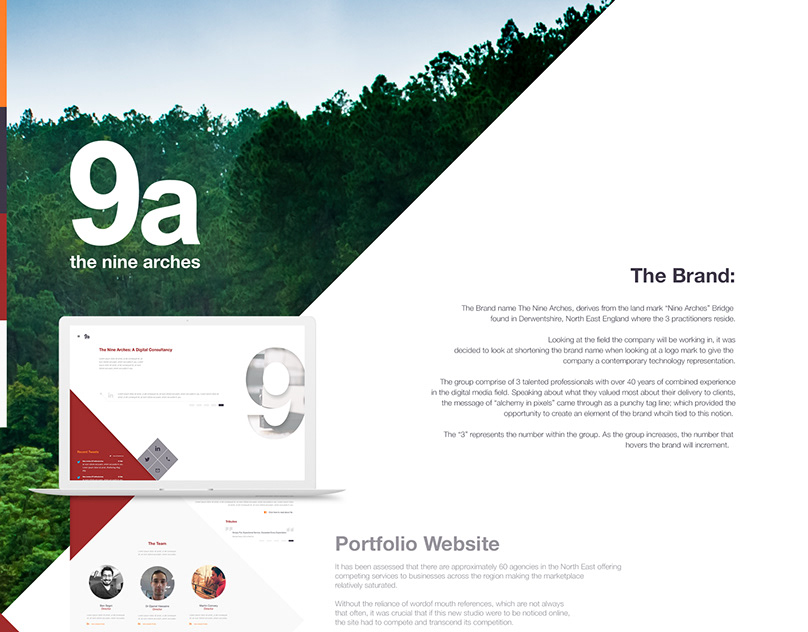 9a
the nine arches
The Brand:
The Brand name The Nine Arches, derives from the land mark “Nine Arches” Bridge
found in Derwentshire, North East England where the 3 practitioners reside.
Looking at the field the company will be working in, it was
decided to look at shortening the brand name when looking at a logo mark to give the
company a contemporary technology representation.
The group comprise of 3 talented professionals with over 40 years of combined experience
in the digital media field. Speaking about what they valued most about their delivery to clients,
the message of “alchemy in pixels” came through as a punchy tag line; which provided the
opportunity to create an element of the brand whcih tied to this notion.
The “3” represents the number within the group. As the group increases, the number that
hovers the brand will increment.
9a
The Nine Arches: A Digital Consultancy
9
Recent Tweets
Tributes
The Team
Portfolio Website
It has been assessed that there are approximately 60 agencies in the North East offering
competing services to businesses across the region making the marketplace
relatively saturated.
Without the reliance of wordof mouth references, which are not always
that often, it was crucial that if this new studio were to be noticed online,
the site had to compete and transcend its competition.